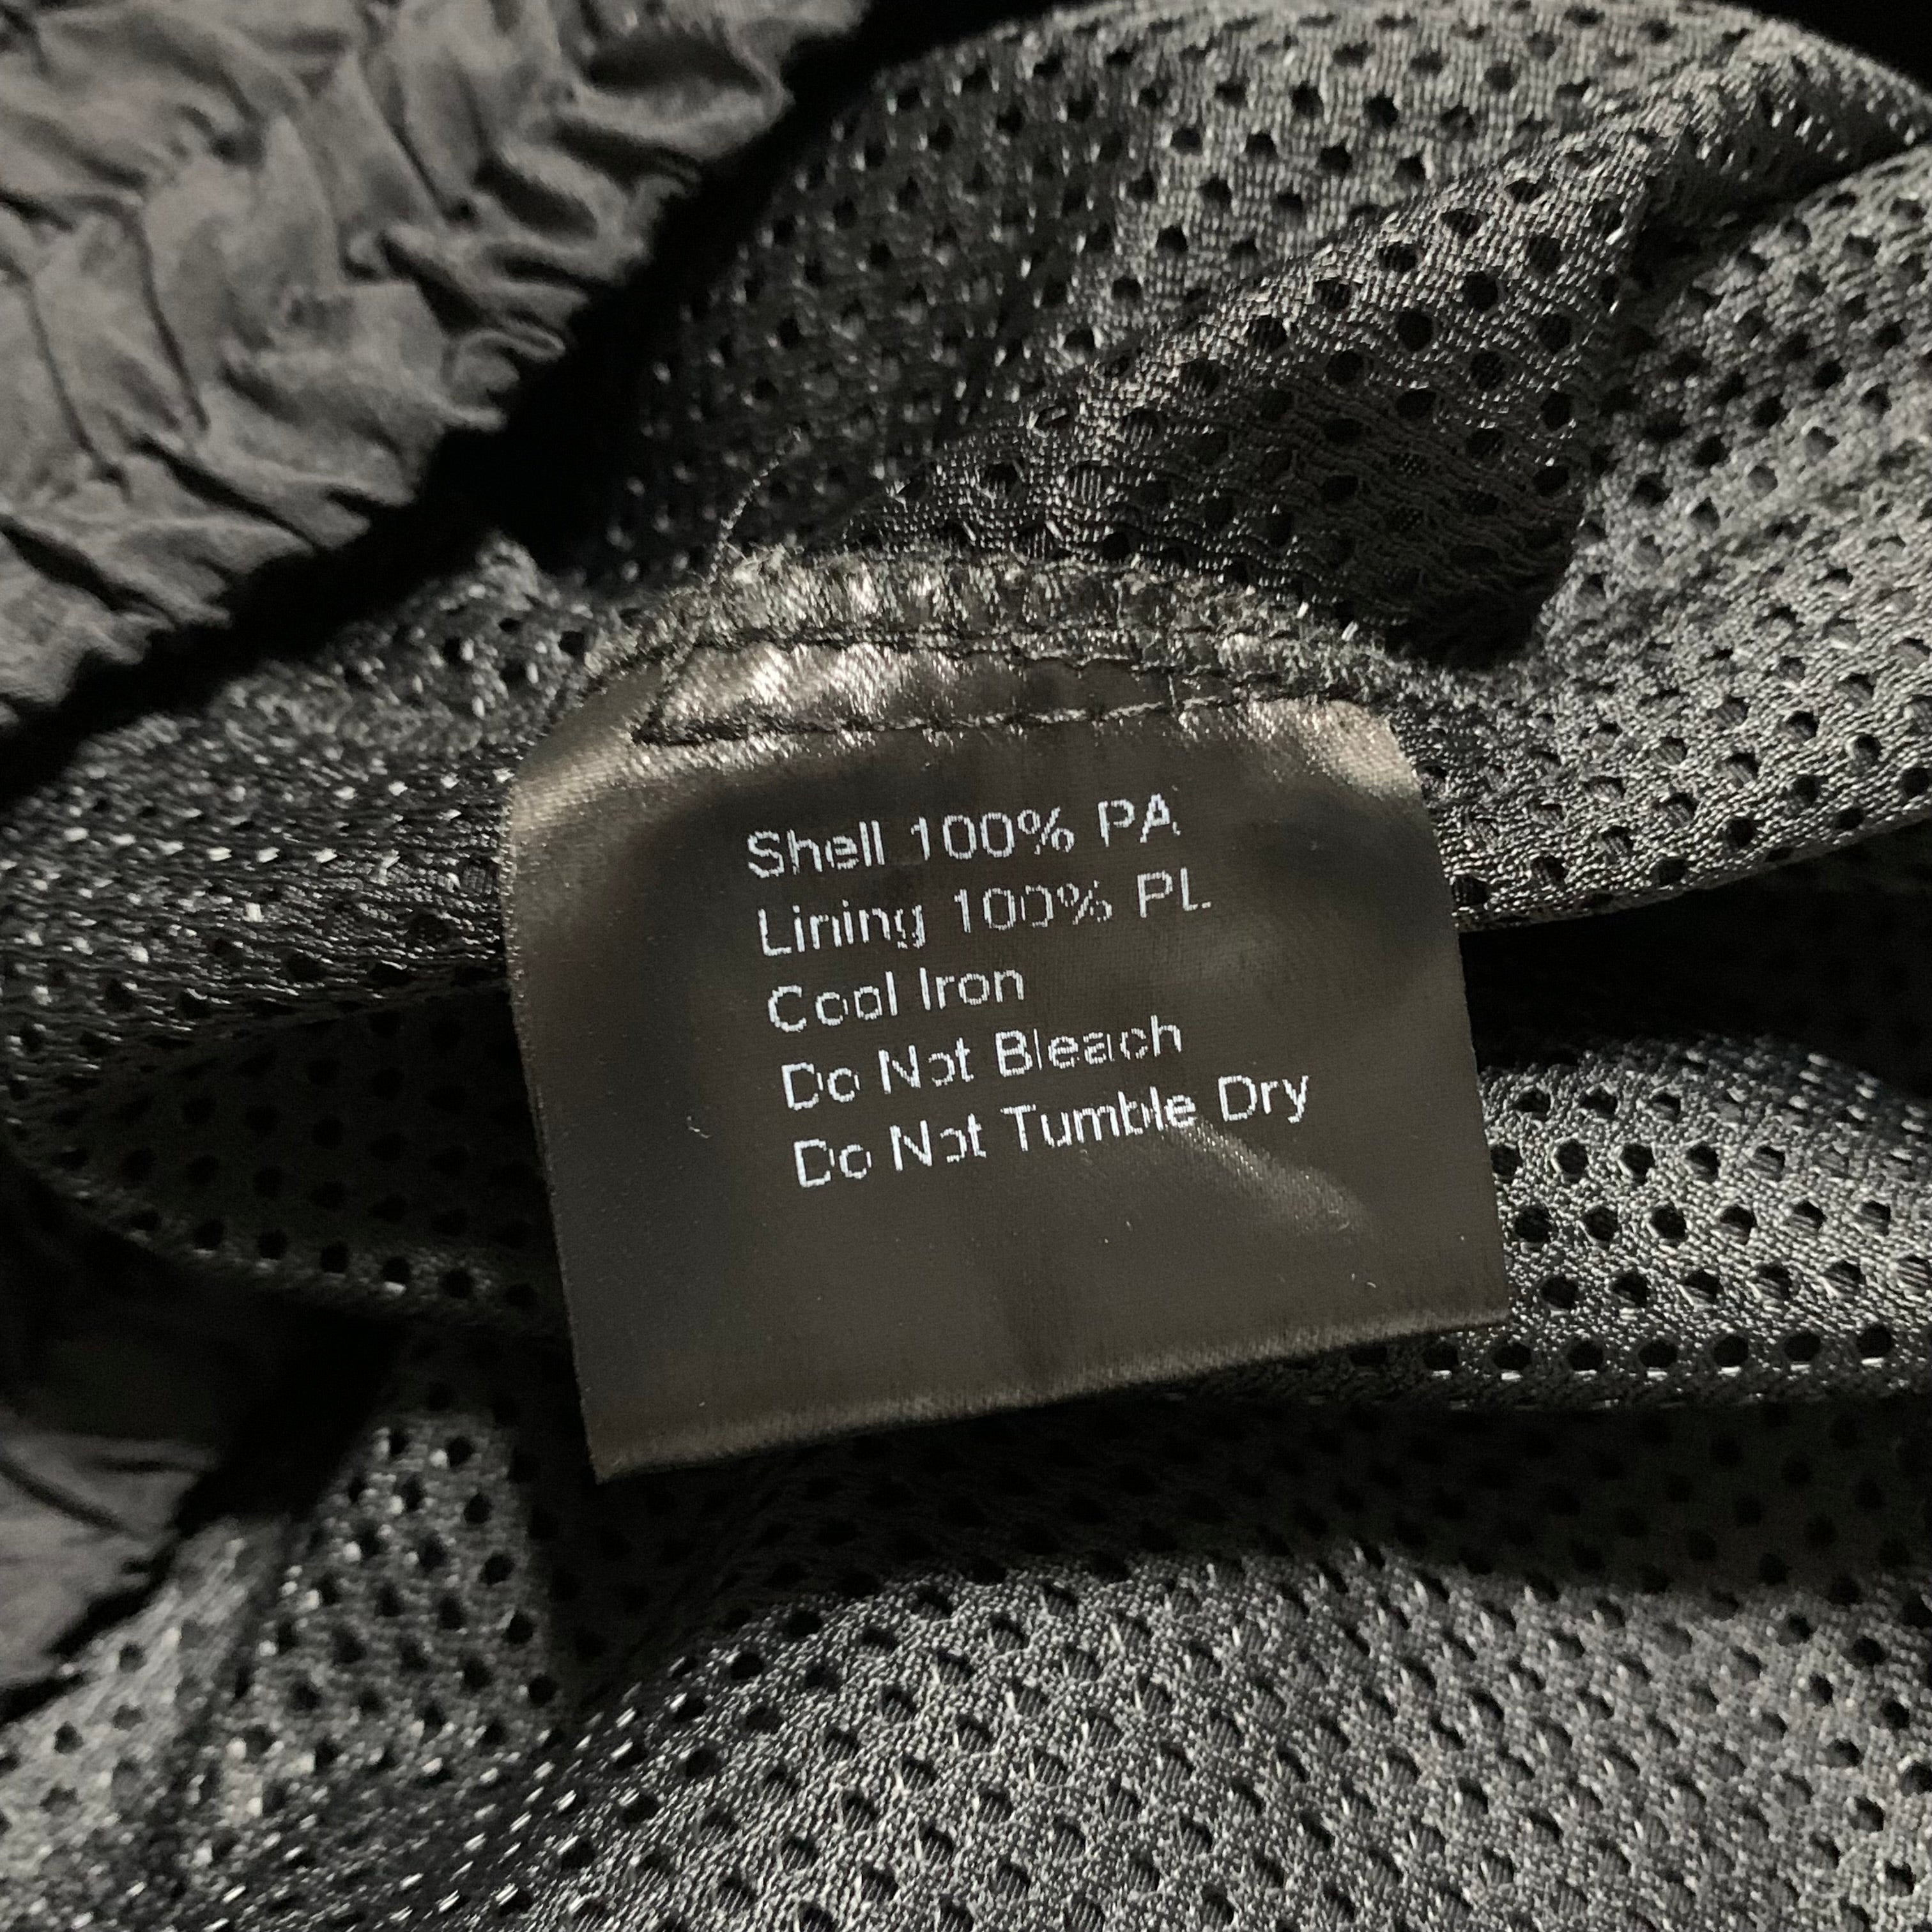 Shell 100% PA
Lining 100% PL
Cool Iron
Do Not Bleach
Do Not Tumble Dry